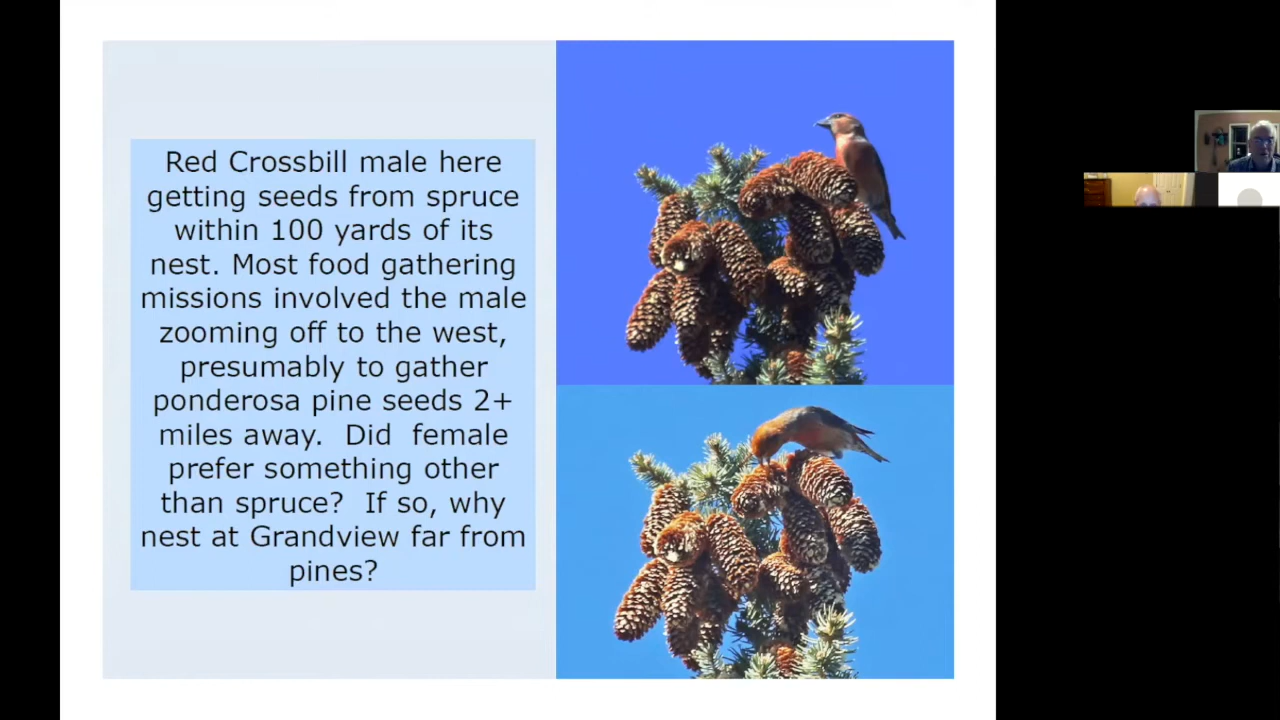 Red Crossbill male here
getting seeds from spruce
within 100 yards of its
nest. Most food gathering
missions involved the male
zooming off to the west,
presumably to gather
ponderosa pine seeds 2+
miles away.  Did  female
prefer something other
than spruce?  If so, why
nest at Grandview far from
pines?